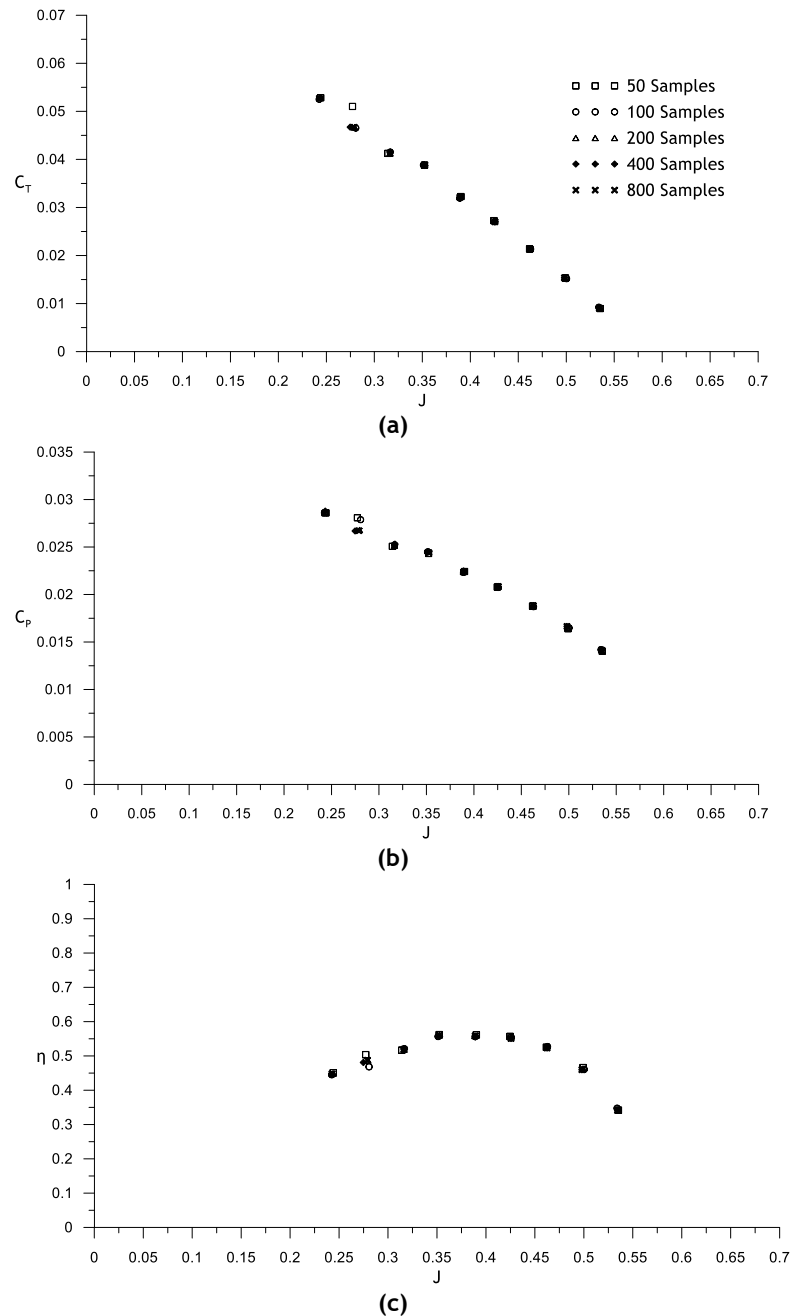 0.07
0.06
0.05
0.04
C_T
0.03
0.02
0.01
0
50 Samples
100 Samples
200 Samples
400 Samples
800 Samples
0 0.05 0.1 0.15 0.2 0.25 0.3 0.35 0.4 0.45 0.5 0.55 0.6 0.65 0.7
J
(a)
0.035
0.03
0.025
0.02
C_P
0.015
0.01
0.005
0
0 0.05 0.1 0.15 0.2 0.25 0.3 0.35 0.4 0.45 0.5 0.55 0.6 0.65 0.7
J
(b)
1
0.9
0.8
0.7
0.6
η 0.5
0.4
0.3
0.2
0.1
0
0 0.05 0.1 0.15 0.2 0.25 0.3 0.35 0.4 0.45 0.5 0.55 0.6 0.65 0.7
J
(c)